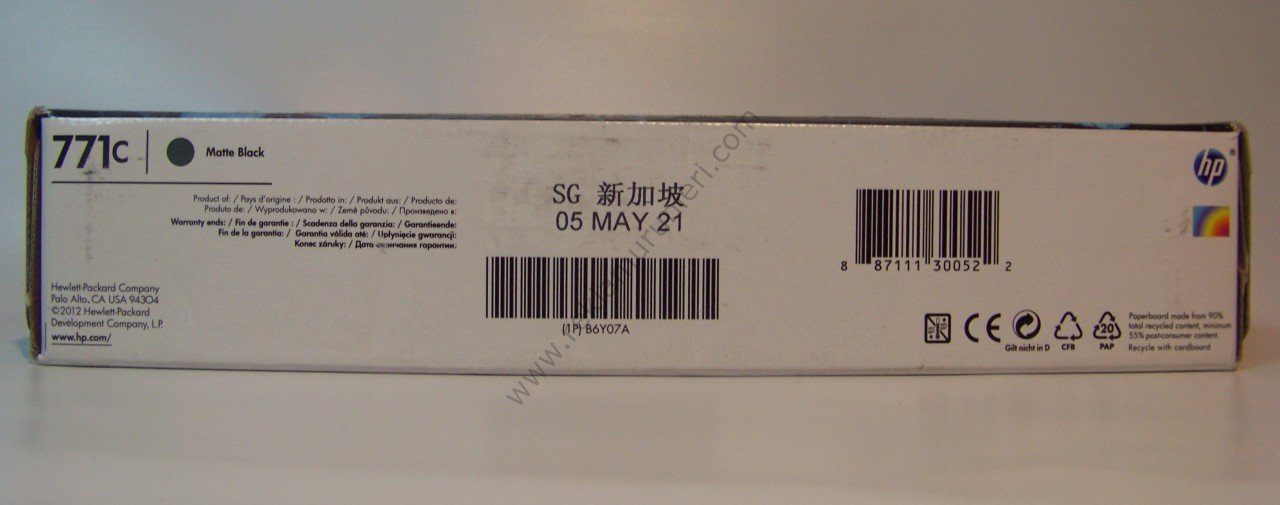 771C
Matte Black
hp
®
Product of: / Pays d'origine : / Prodotto in: / Produkt aus: / Producto de:
Produto de: / Wyprodukowano w: / Země původu: / Произведено в:
Warranty ends: / Fin de garantie : / Scadenza della garanzia: / Garantieende:
Fin de la garantía: / Garantia válida até: / Upłynięcie gwarancji:
Konec záruky: / Дата окончания гарантии:
SG 新加坡
05 MAY 21
(1P) B6Y07A
8 87111 30052 2
Hewlett-Packard Company
Palo Alto, CA USA 94304
©2012 Hewlett-Packard
Development Company, L.P.
www.hp.com/
Gilt nicht in D
CFB
20
PAP
Paperboard made from 90%
total recycled content, minimum
55% post-consumer content.
Recycle with cardboard